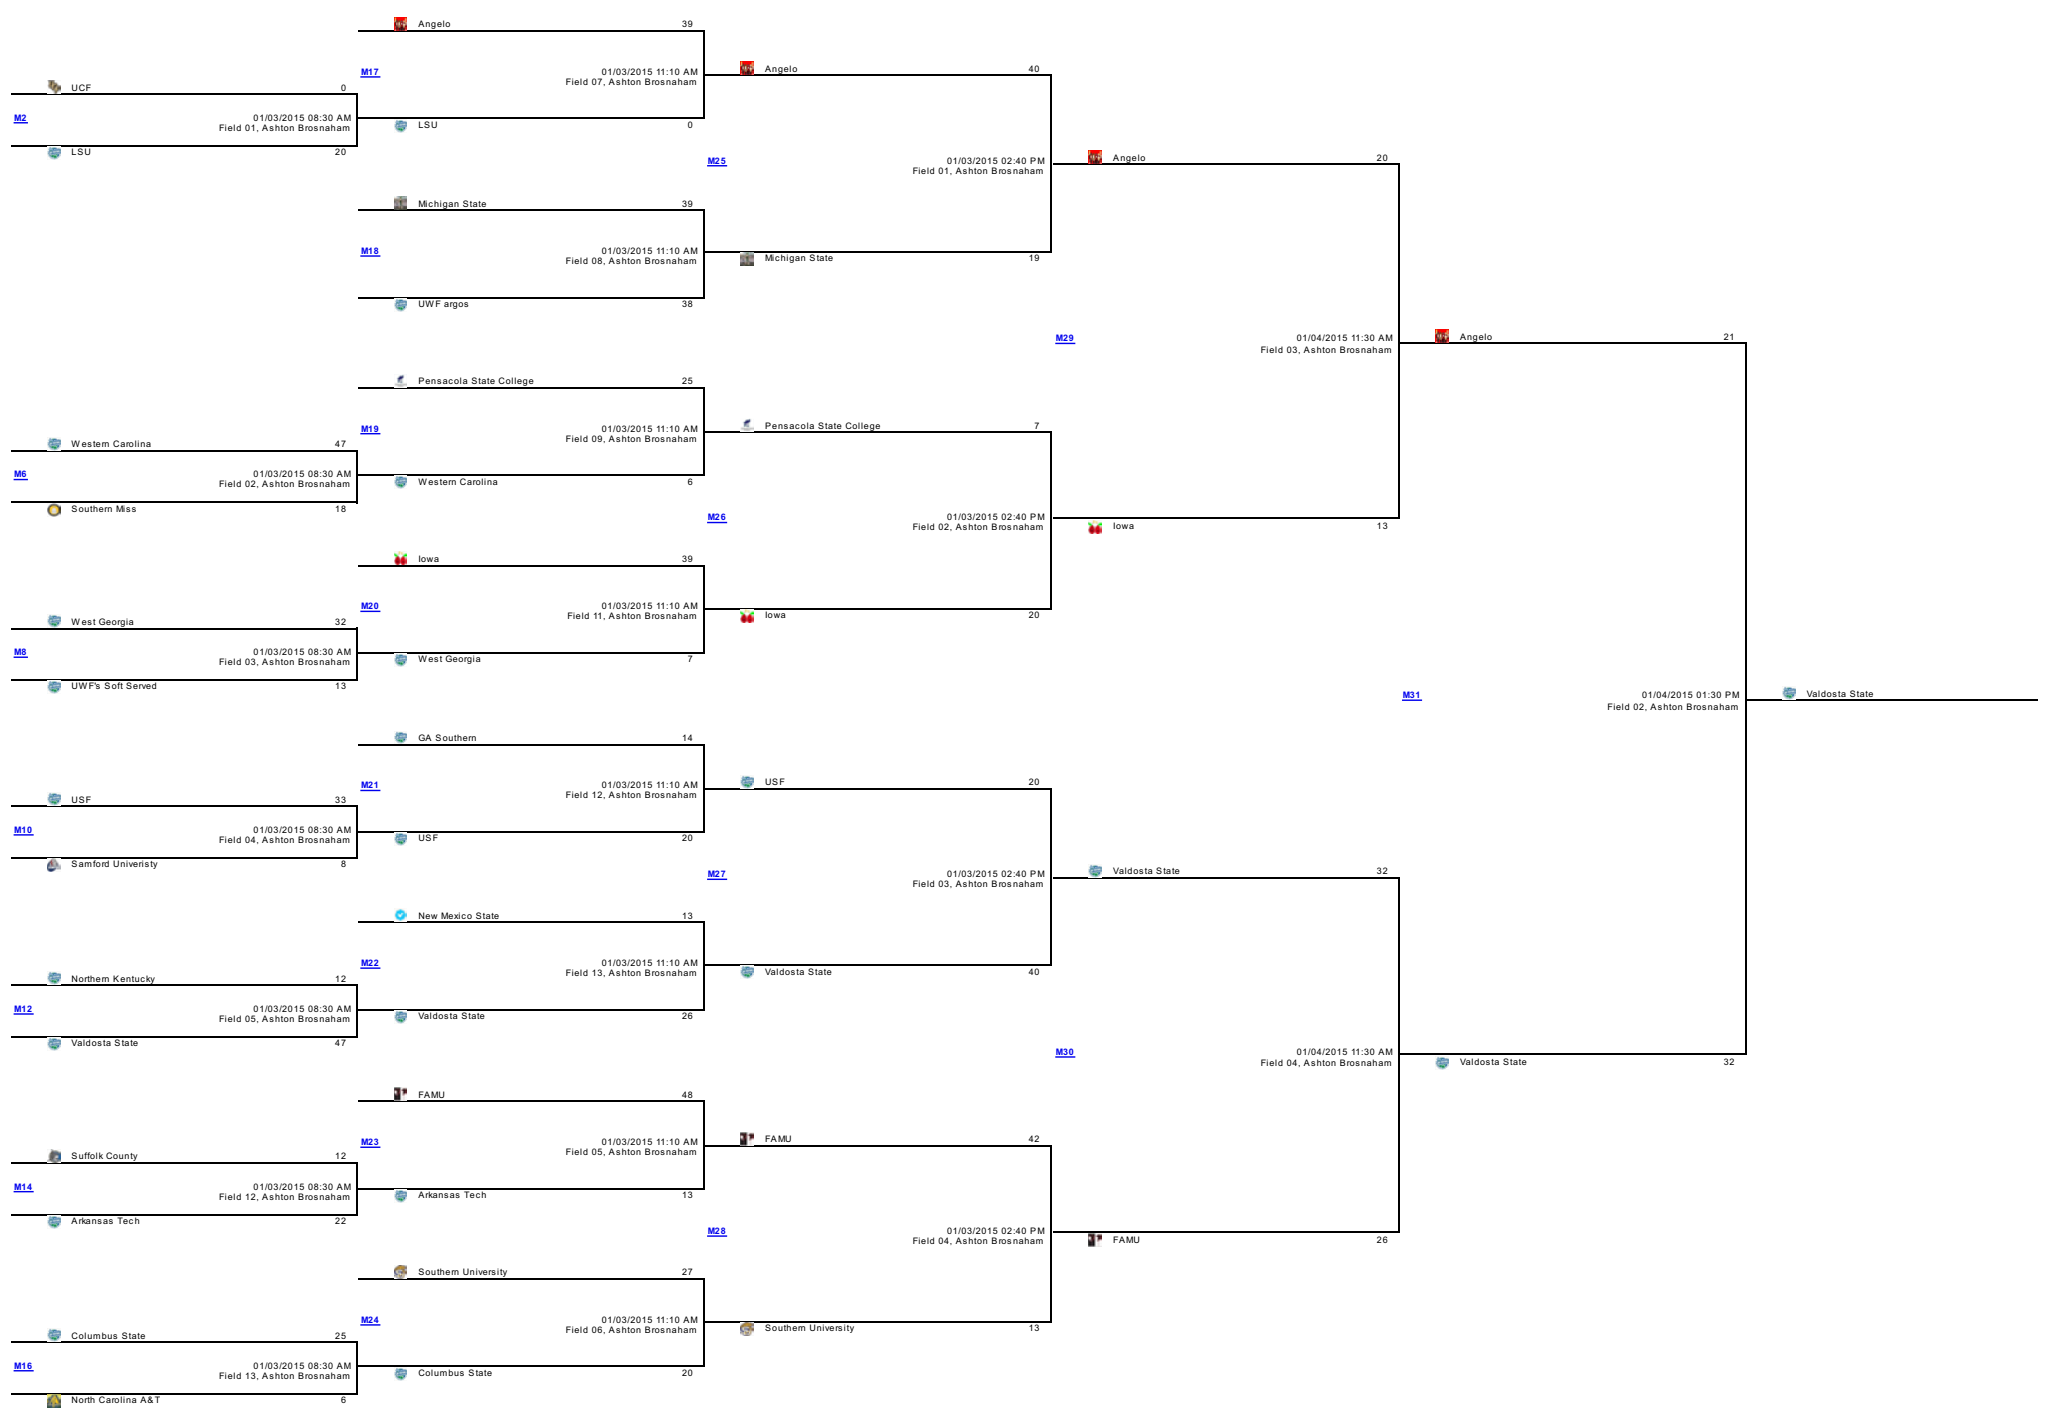 Angelo 39
M17 01/03/2015 11:10 AM
Field 07, Ashton Brosnaham
LSU 0
UCF 0
M2 01/03/2015 08:30 AM
Field 01, Ashton Brosnaham
LSU 20
Angelo 40
M25 01/03/2015 02:40 PM
Field 01, Ashton Brosnaham
Michigan State 19
Michigan State 39
M18 01/03/2015 11:10 AM
Field 08, Ashton Brosnaham
UWF argos 38
Angelo 20
M29 01/04/2015 11:30 AM
Field 03, Ashton Brosnaham
Iowa 13
Pensacola State College 25
M19 01/03/2015 11:10 AM
Field 09, Ashton Brosnaham
Western Carolina 6
Western Carolina 47
M6 01/03/2015 08:30 AM
Field 02, Ashton Brosnaham
Southern Miss 18
Pensacola State College 7
M26 01/03/2015 02:40 PM
Field 02, Ashton Brosnaham
Iowa 20
Iowa 39
M20 01/03/2015 11:10 AM
Field 11, Ashton Brosnaham
West Georgia 7
West Georgia 32
M8 01/03/2015 08:30 AM
Field 03, Ashton Brosnaham
UWF's Soft Served 13
Angelo 21
M31 01/04/2015 01:30 PM
Field 02, Ashton Brosnaham
Valdosta State 32
Valdosta State
GA Southern 14
M21 01/03/2015 11:10 AM
Field 12, Ashton Brosnaham
USF 20
USF 33
M10 01/03/2015 08:30 AM
Field 04, Ashton Brosnaham
Samford Univeristy 8
USF 20
M27 01/03/2015 02:40 PM
Field 03, Ashton Brosnaham
Valdosta State 40
New Mexico State 13
M22 01/03/2015 11:10 AM
Field 13, Ashton Brosnaham
Valdosta State 26
Northern Kentucky 12
M12 01/03/2015 08:30 AM
Field 05, Ashton Brosnaham
Valdosta State 47
Valdosta State 32
M30 01/04/2015 11:30 AM
Field 04, Ashton Brosnaham
FAMU 26
FAMU 48
M23 01/03/2015 11:10 AM
Field 05, Ashton Brosnaham
Arkansas Tech 13
Suffolk County 12
M14 01/03/2015 08:30 AM
Field 12, Ashton Brosnaham
Arkansas Tech 22
FAMU 42
M28 01/03/2015 02:40 PM
Field 04, Ashton Brosnaham
Southern University 13
Southern University 27
M24 01/03/2015 11:10 AM
Field 06, Ashton Brosnaham
Columbus State 20
Columbus State 25
M16 01/03/2015 08:30 AM
Field 13, Ashton Brosnaham
North Carolina A&T 6